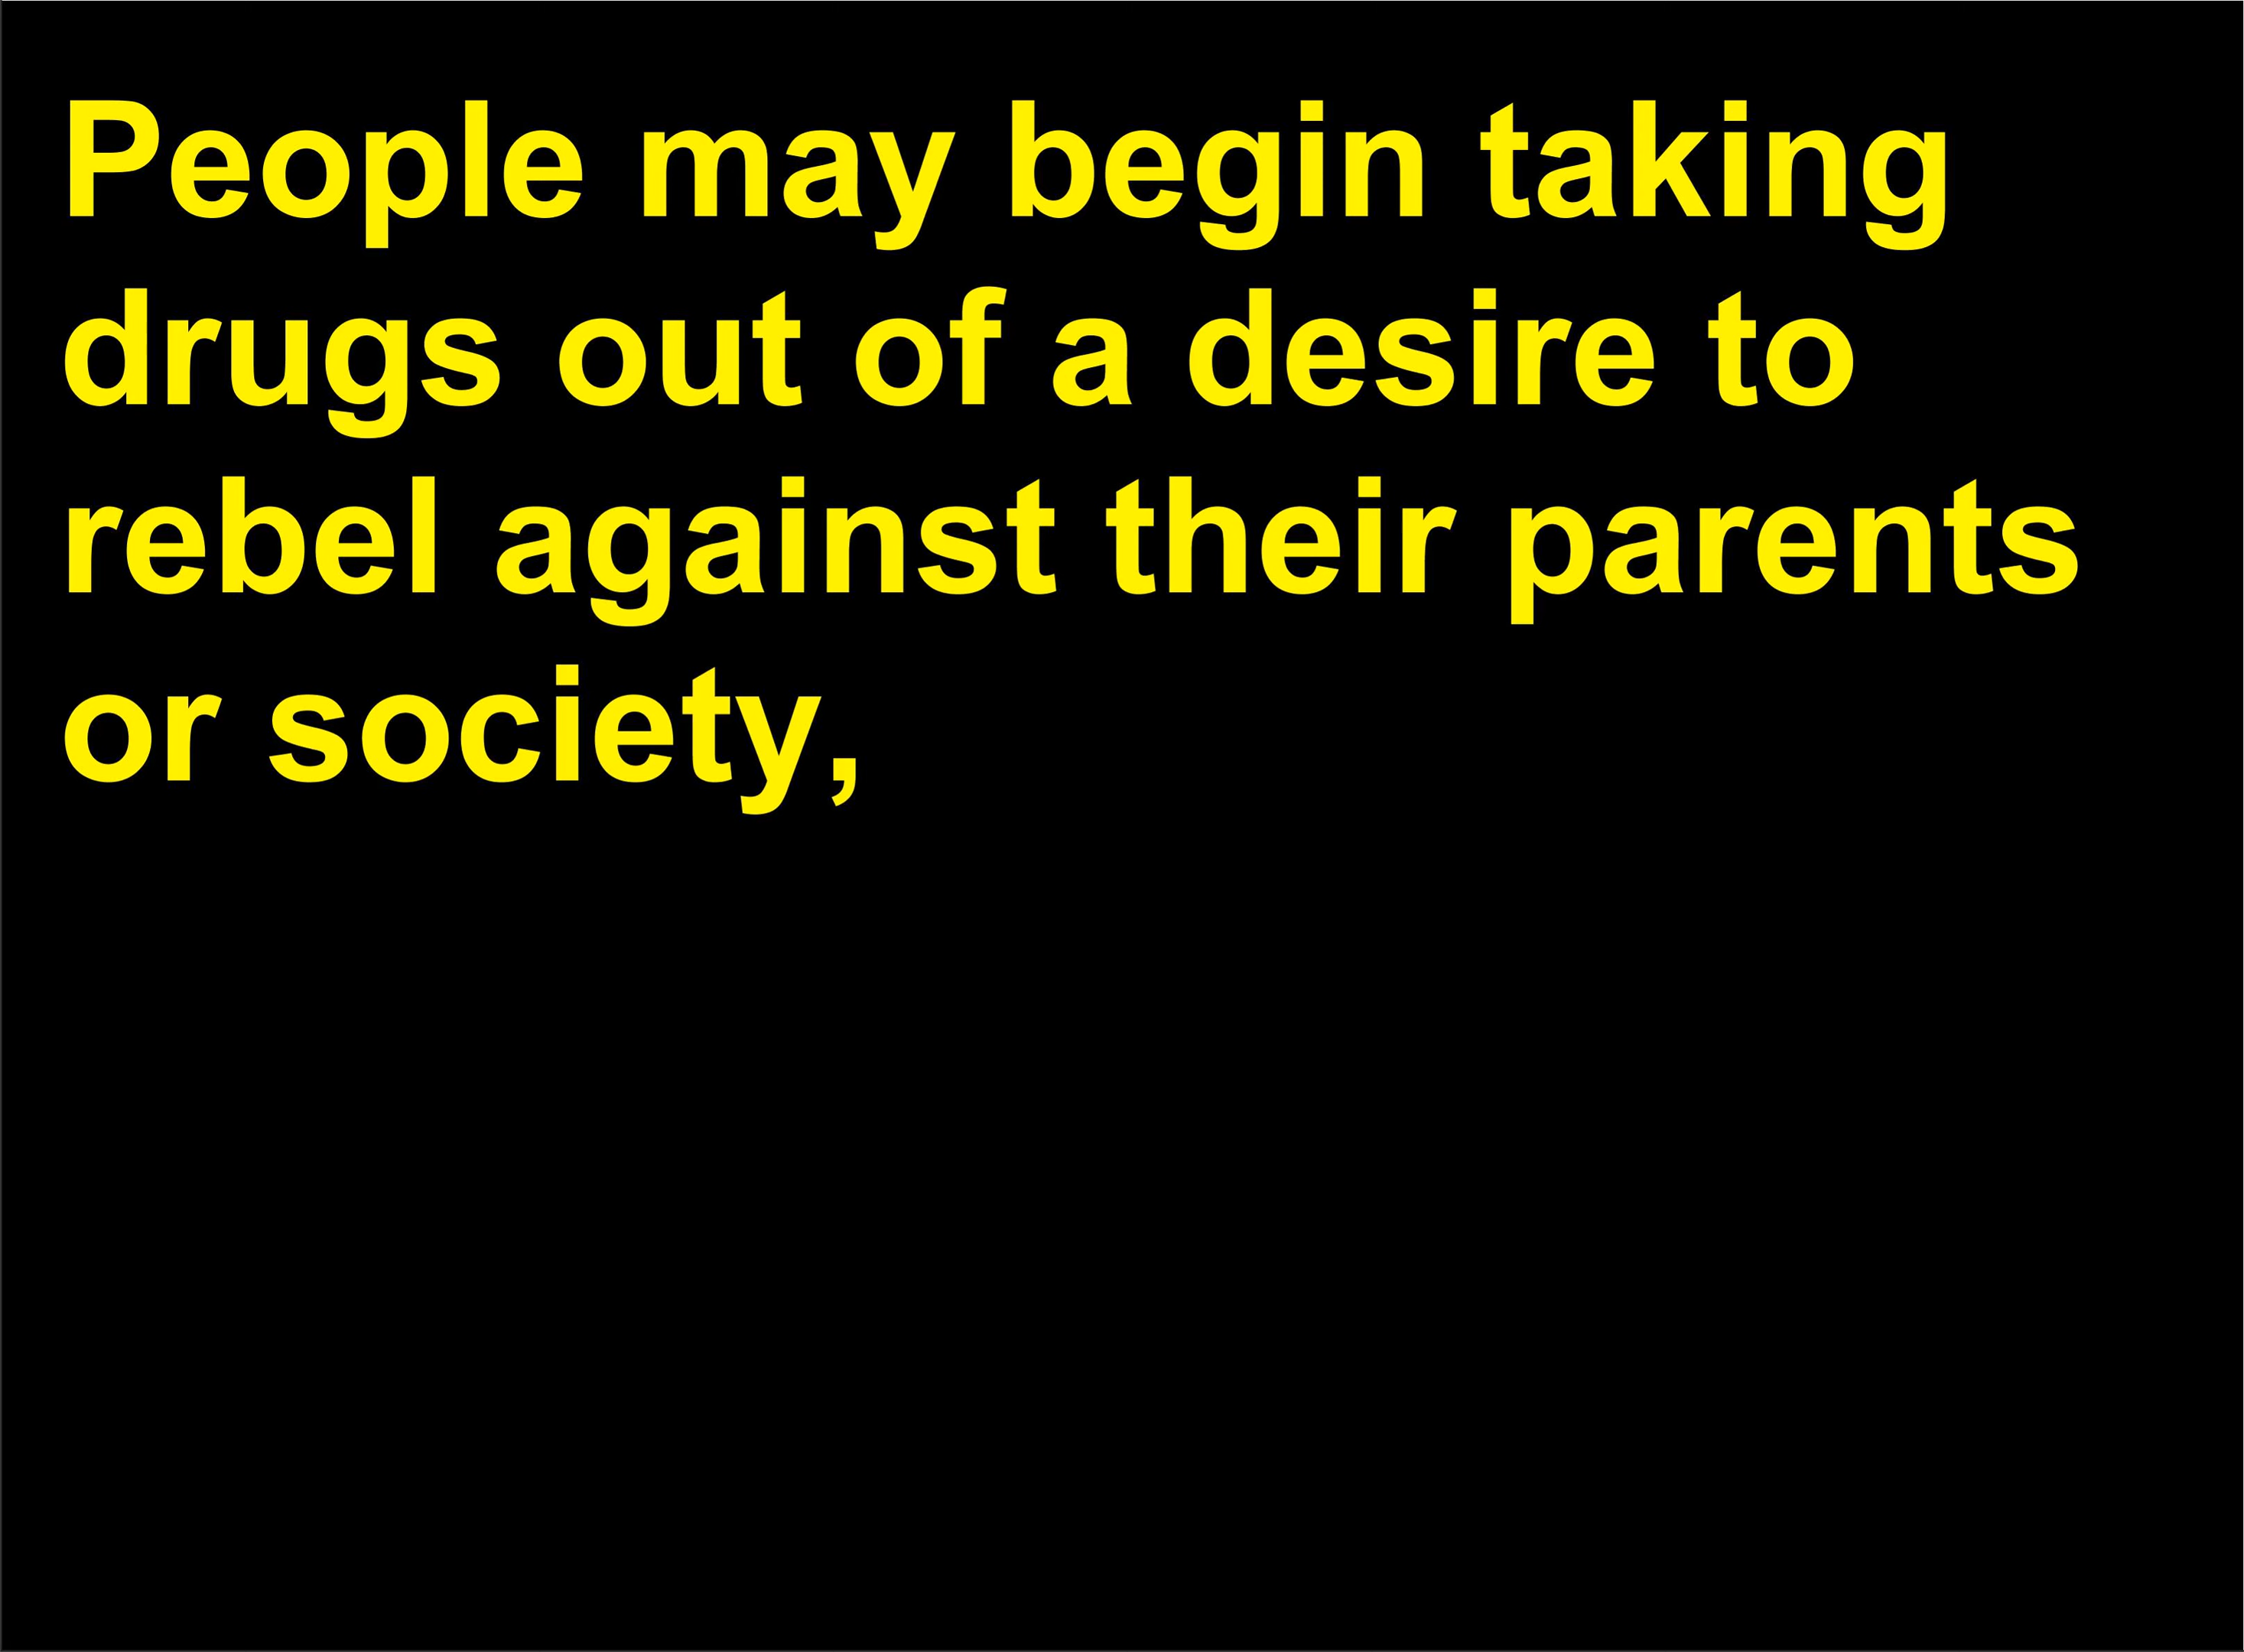 People may begin taking
drugs out of a desire to
rebel against their parents
or society,